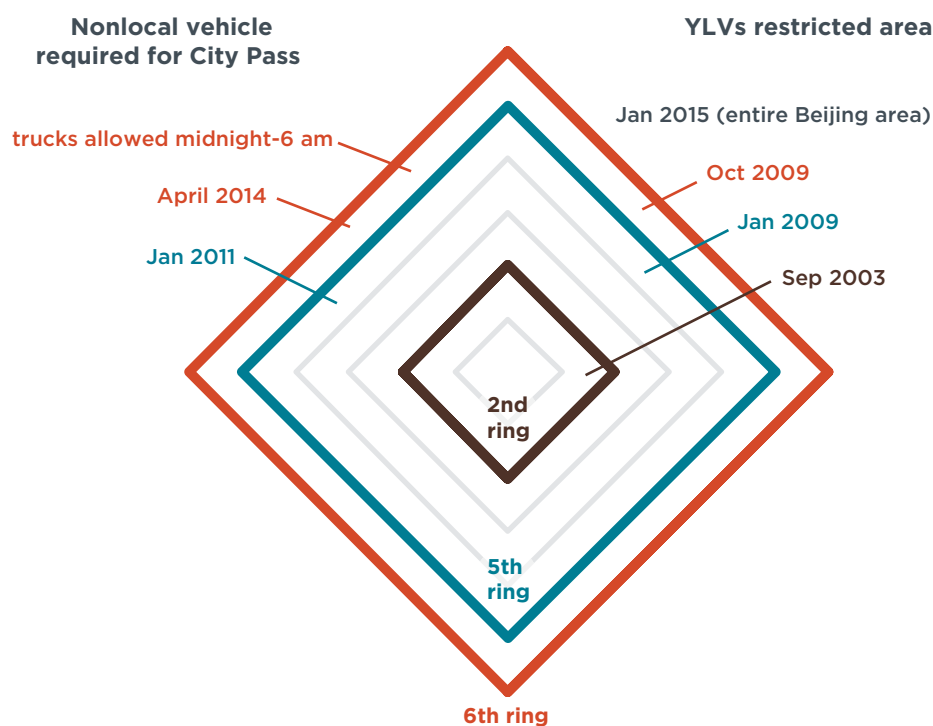 Nonlocal vehicle
required for City Pass
YLVs restricted area
Jan 2015 (entire Beijing area)
trucks allowed midnight-6 am
Oct 2009
April 2014
Jan 2009
Jan 2011
Sep 2003
2nd
ring
5th
ring
6th ring